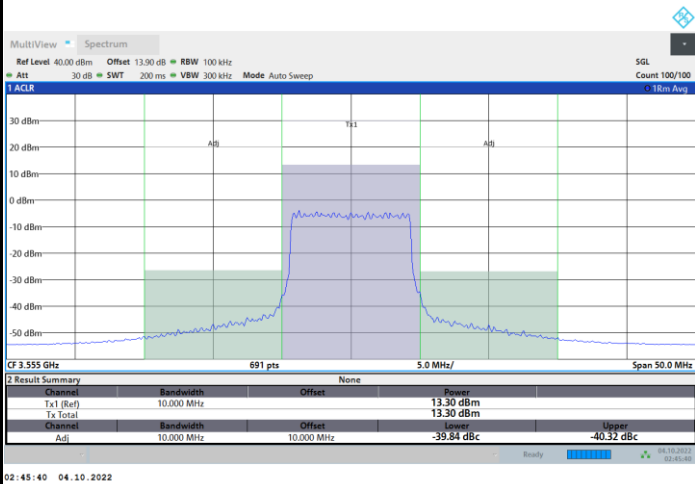 MultiView Spectrum
Ref Level 40.00 dBm Offset 13.90 dB RBW 100 kHz SGL
Att 30 dB SWT 200 ms VBW 300 kHz Mode Auto Sweep Count 100/100
1 ACLR 1Rm Avg
30 dBm
Tx1
20 dBm
Adj Adj
10 dBm
0 dBm
-10 dBm
-20 dBm
-30 dBm
-40 dBm
-50 dBm
CF 3.555 GHz 691 pts 5.0 MHz/ Span 50.0 MHz
2 Result Summary None
Channel Bandwidth Offset Power
Tx1 (Ref) 10.000 MHz 13.30 dBm
Tx Total 13.30 dBm
Channel Bandwidth Offset Lower Upper
Adj 10.000 MHz 10.000 MHz -39.84 dBc -40.32 dBc
Ready 04.10.2022
02:45:40
02:45:40 04.10.2022